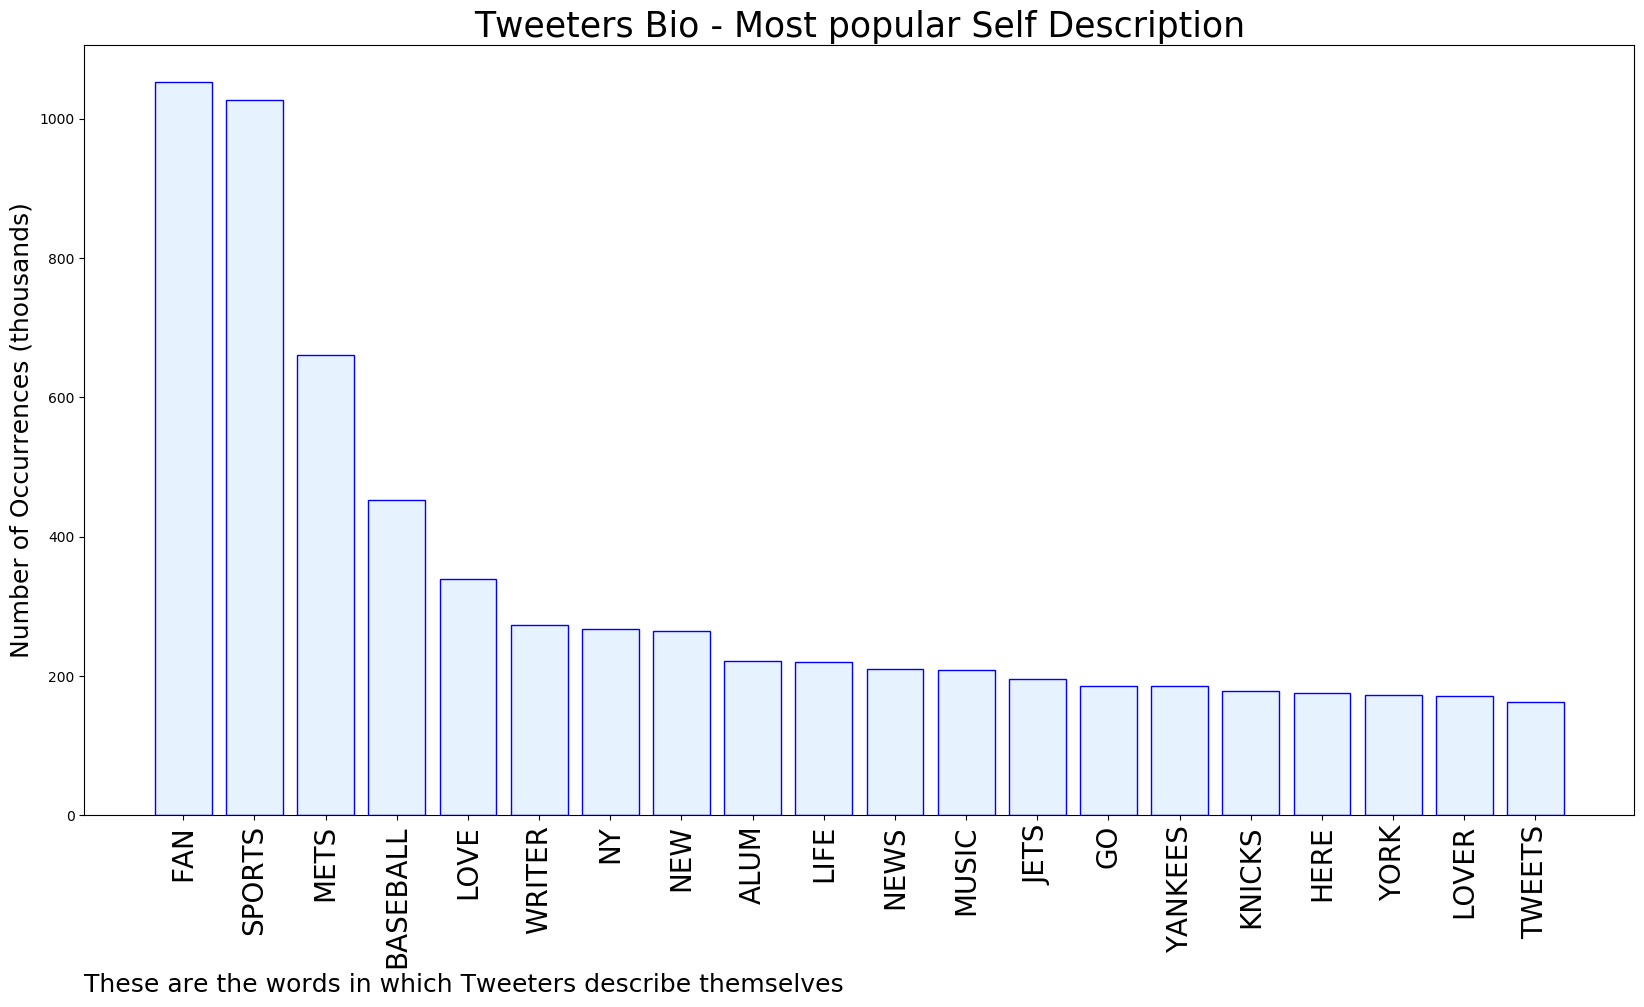 Tweeters Bio - Most popular Self Description
Number of Occurrences (thousands)
1000
800
600
400
200
0
FAN
SPORTS
METS
BASEBALL
LOVE
WRITER
NY
NEW
ALUM
LIFE
NEWS
MUSIC
JETS
GO
YANKEES
KNICKS
HERE
YORK
LOVER
TWEETS
These are the words in which Tweeters describe themselves